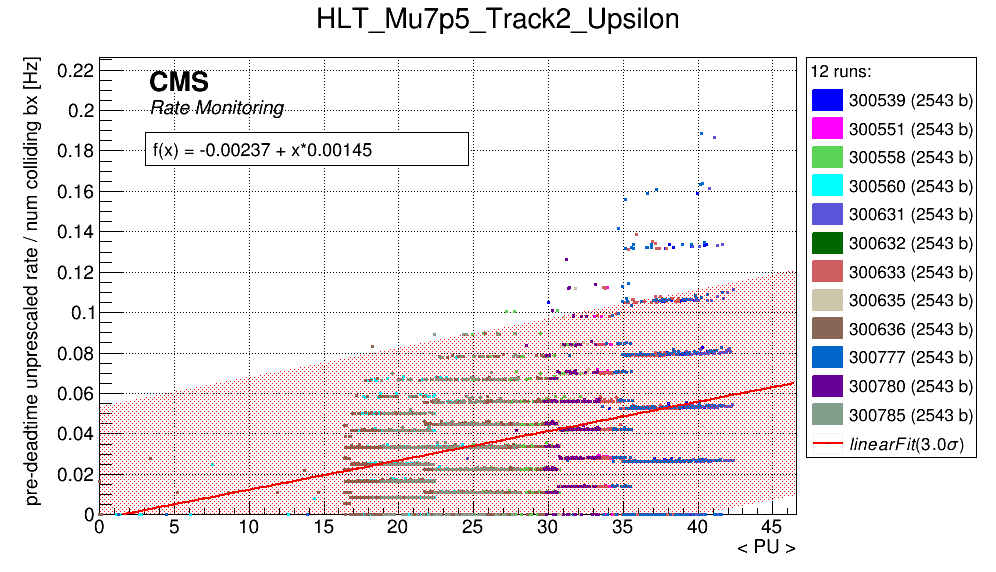 HLT_Mu7p5_Track2_Upsilon
pre-deadtime unprescaled rate / num colliding bx [Hz]
0.22
0.2
0.18
0.16
0.14
0.12
0.1
0.08
0.06
0.04
0.02
0
CMS
Rate Monitoring
f(x) = -0.00237 + x*0.00145
0 5 10 15 20 25 30 35 40 45
< PU >
12 runs:
300539 (2543 b)
300551 (2543 b)
300558 (2543 b)
300560 (2543 b)
300631 (2543 b)
300632 (2543 b)
300633 (2543 b)
300635 (2543 b)
300636 (2543 b)
300777 (2543 b)
300780 (2543 b)
300785 (2543 b)
linearFit(3.0σ)